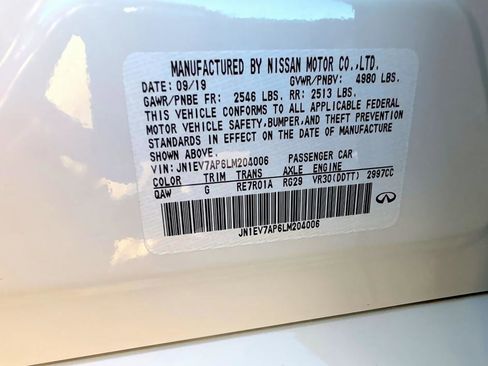 MANUFACTURED BY NISSAN MOTOR CO.,LTD.
DATE: 09/19 GVWR/PNBV: 4980 LBS.
GAWR/PNBE FR: 2546 LBS. RR: 2513 LBS.
THIS VEHICLE CONFORMS TO ALL APPLICABLE FEDERAL
MOTOR VEHICLE SAFETY,BUMPER,AND THEFT PREVENTION
STANDARDS IN EFFECT ON THE DATE OF MANUFACTURE
SHOWN ABOVE.
VIN: JN1EV7AP6LM204006 PASSENGER CAR
COLOR TRIM TRANS AXLE ENGINE
QAW G RE7R01A RG29 VR30(DDTT) 2997CC
JN1EV7AP6LM204006
INFINITI